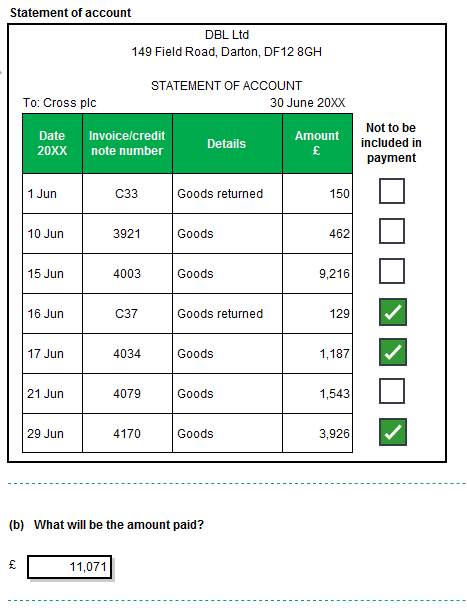 Statement of account
DBL Ltd
149 Field Road, Darton, DF12 8GH
STATEMENT OF ACCOUNT
To: Cross plc 30 June 20XX
Date 20XX Invoice/credit note number Details Amount £ Not to be included in payment
1 Jun C33 Goods returned 150
10 Jun 3921 Goods 462
15 Jun 4003 Goods 9,216
16 Jun C37 Goods returned 129
17 Jun 4034 Goods 1,187
21 Jun 4079 Goods 1,543
29 Jun 4170 Goods 3,926
(b) What will be the amount paid?
£ 11,071